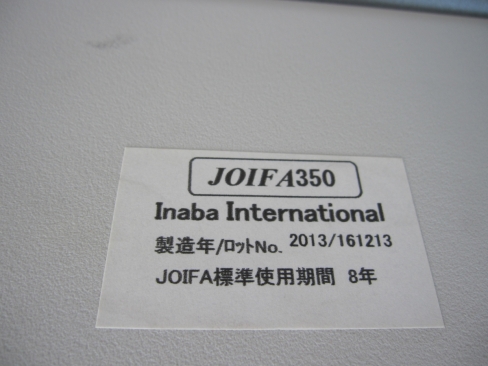 JOIFA350
Inaba International
製造年/ﾛｯﾄNo. 2013/161213
JOIFA標準使用期間 8年